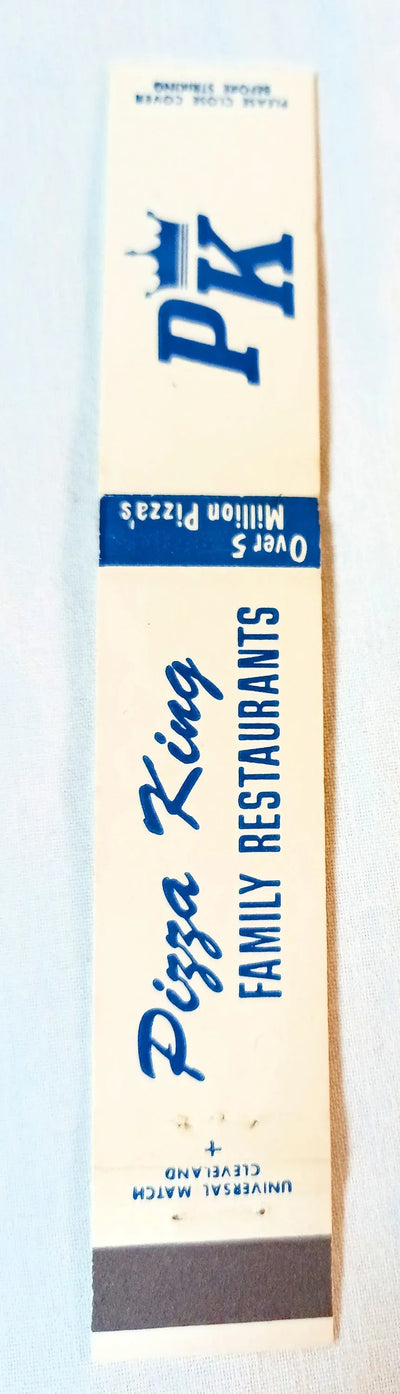 PLEASE CLOSE COVER
BEFORE STRIKING
PK
Over 5
Million Pizza's
Pizza King
FAMILY RESTAURANTS
UNIVERSAL MATCH
CLEVELAND